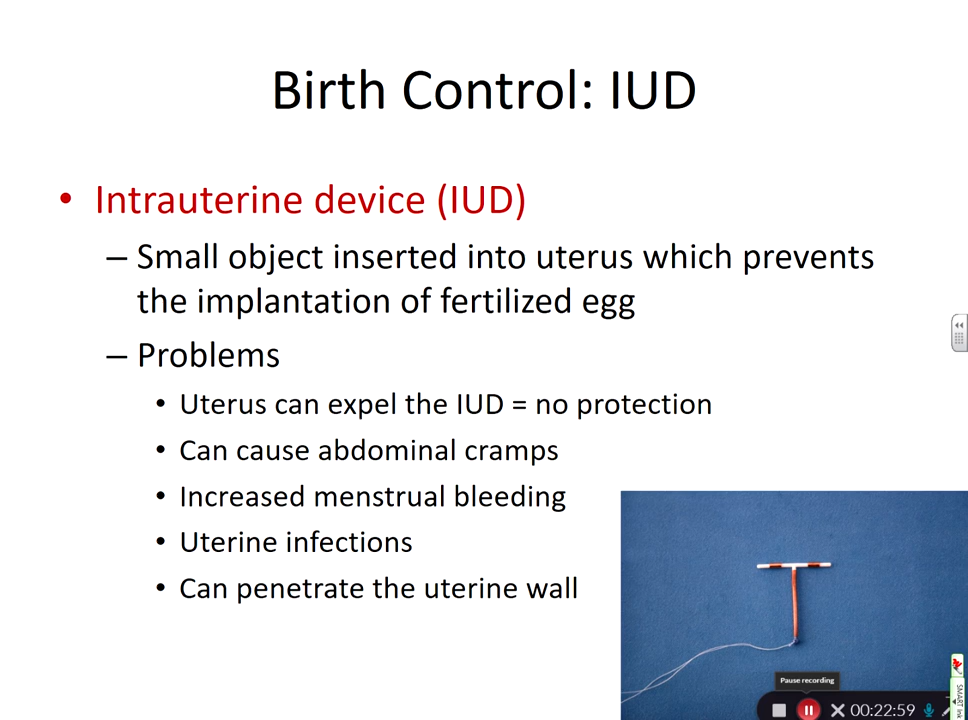 Birth Control: IUD
• Intrauterine device (IUD)
– Small object inserted into uterus which prevents
the implantation of fertilized egg
– Problems
• Uterus can expel the IUD = no protection
• Can cause abdominal cramps
• Increased menstrual bleeding
• Uterine infections
• Can penetrate the uterine wall
Pause recording
00:22:59
SMART Ink